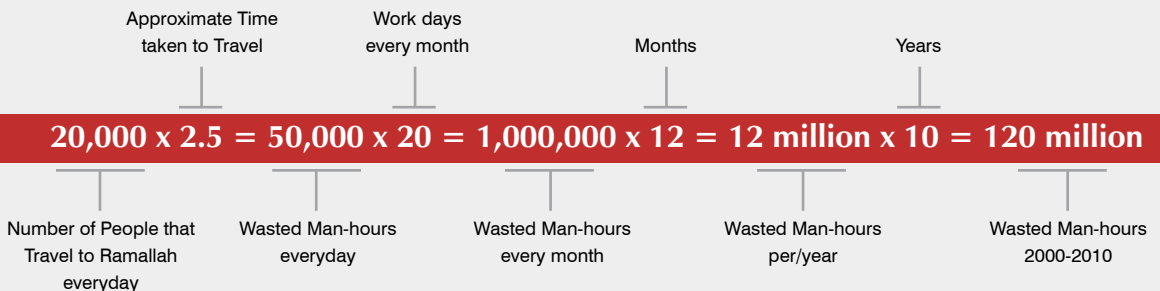 Approximate Time
taken to Travel
Work days
every month
Months
Years
20,000 x 2.5 = 50,000 x 20 = 1,000,000 x 12 = 12 million x 10 = 120 million
Number of People that
Travel to Ramallah
everyday
Wasted Man-hours
everyday
Wasted Man-hours
every month
Wasted Man-hours
per/year
Wasted Man-hours
2000-2010